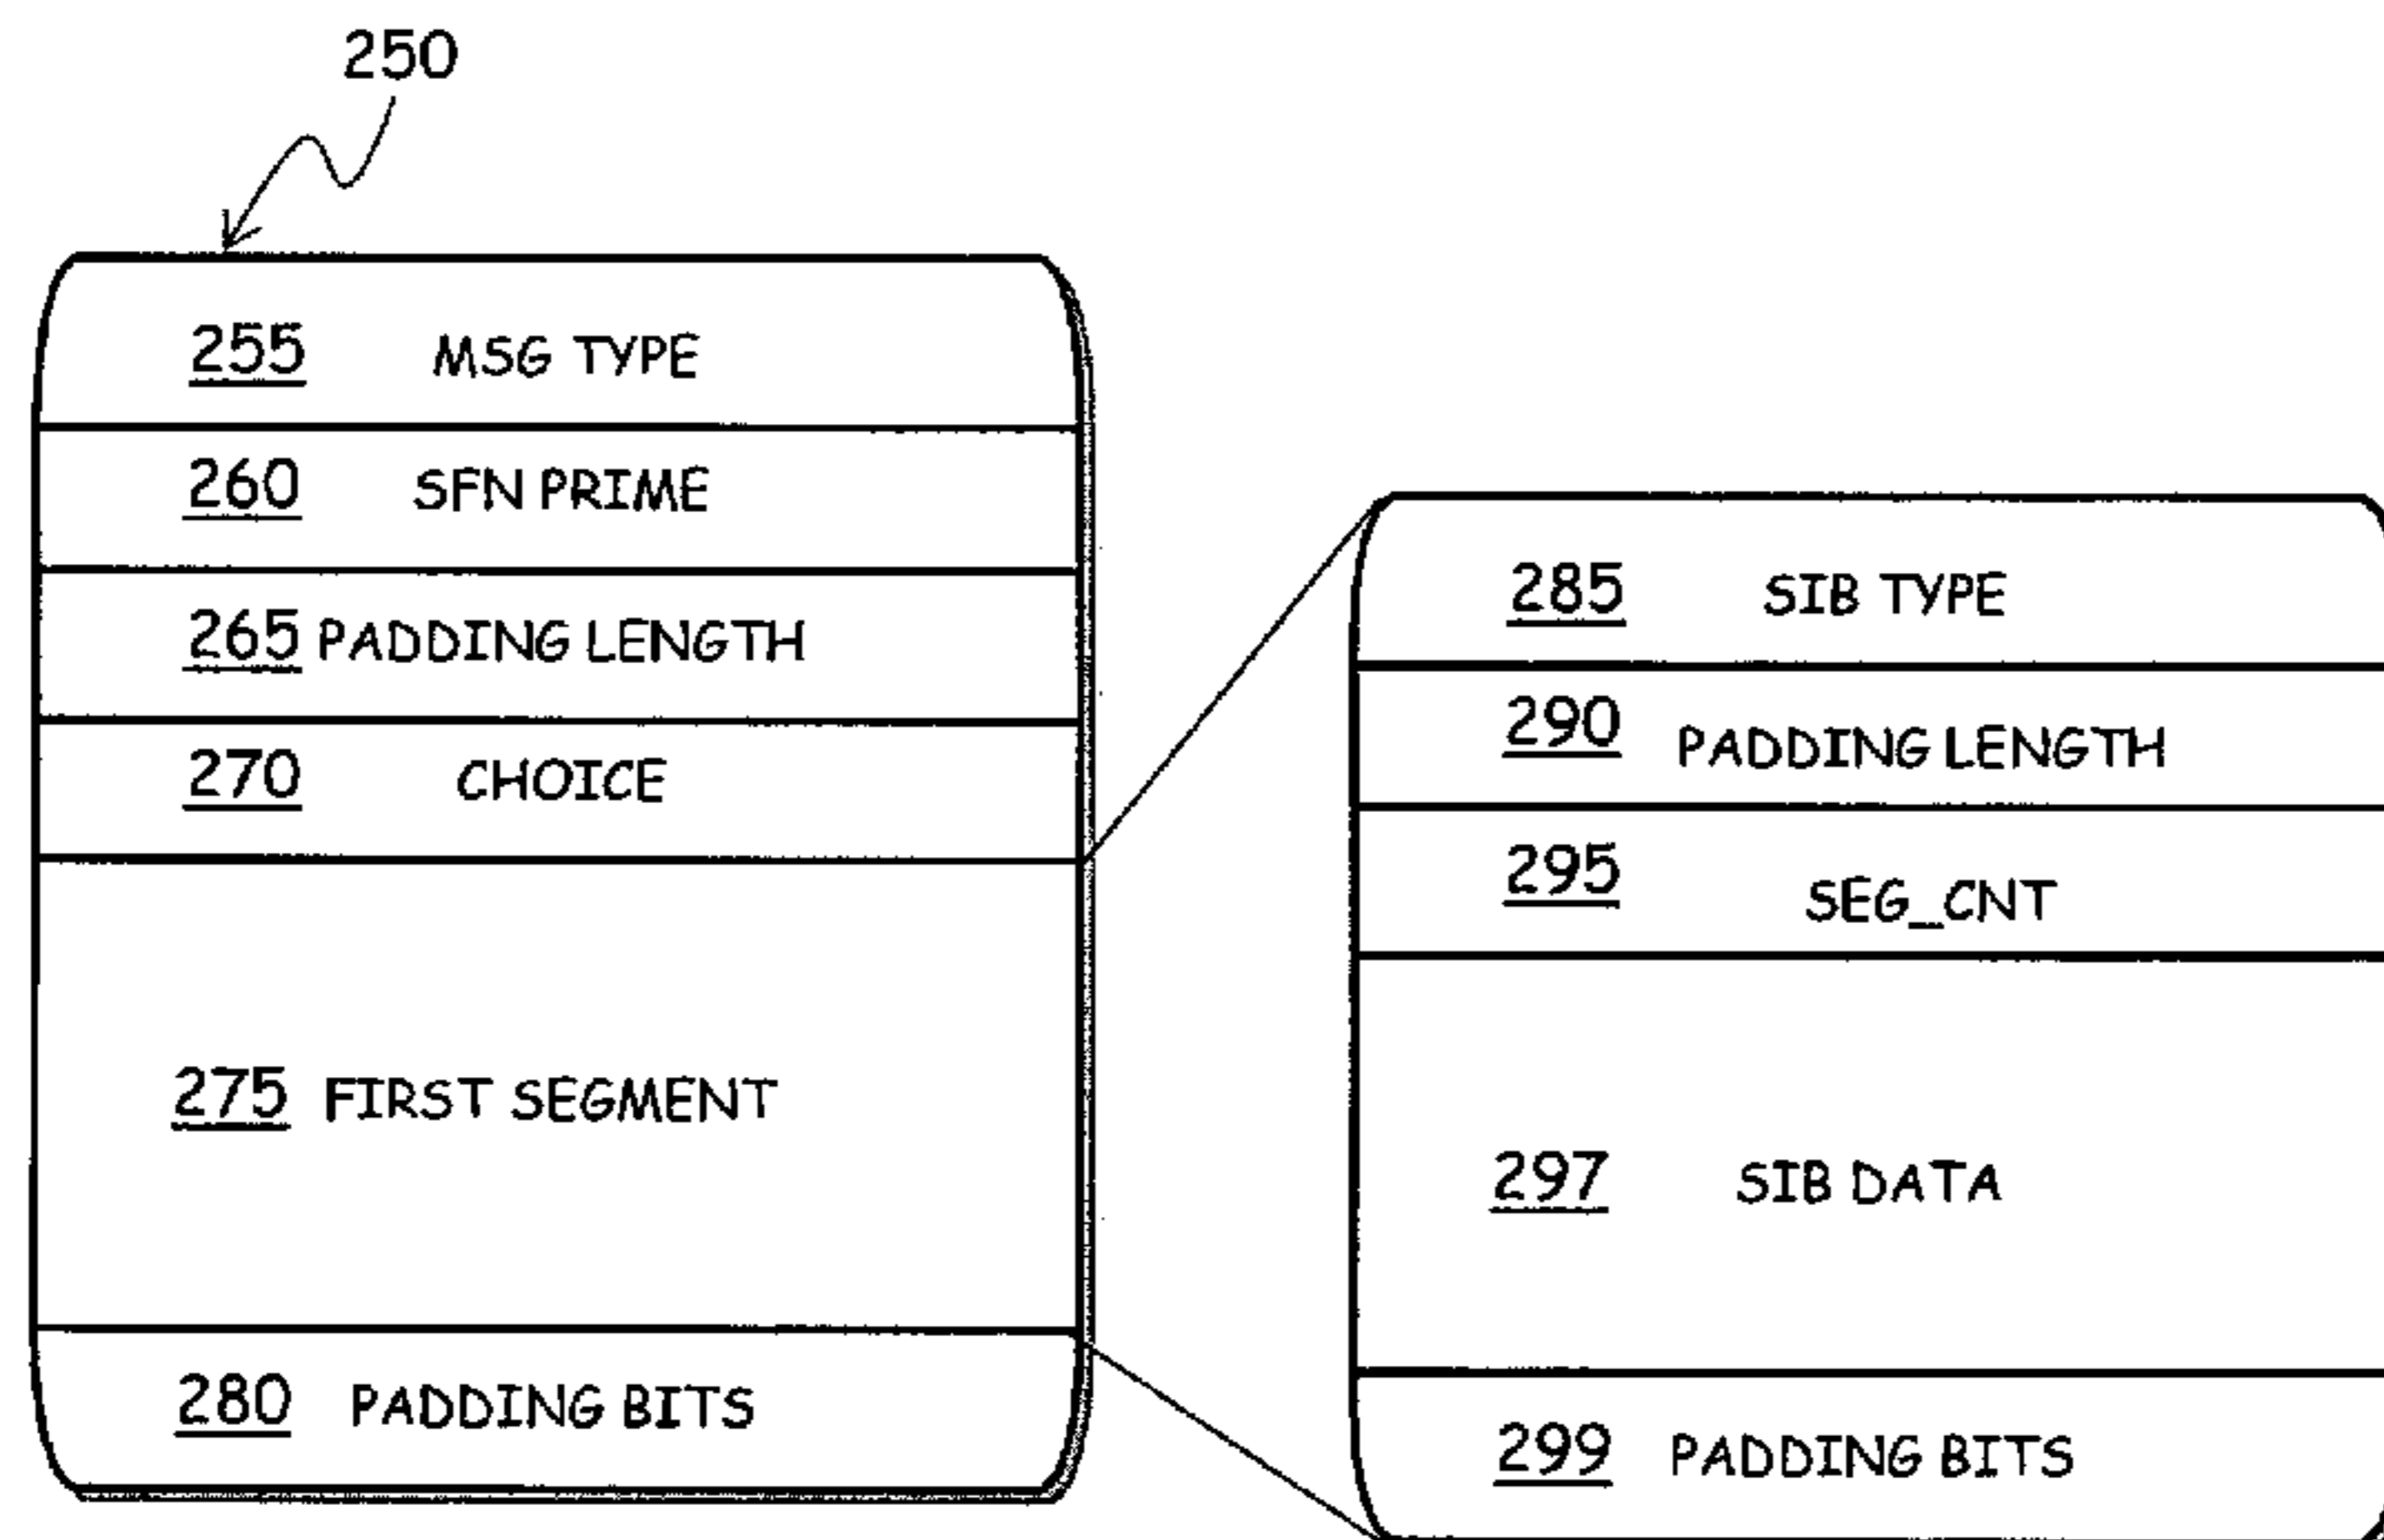 250
255 MSG TYPE
260 SFN PRIME
265 PADDING LENGTH
270 CHOICE
275 FIRST SEGMENT
280 PADDING BITS
285 SIB TYPE
290 PADDING LENGTH
295 SEG_CNT
297 SIB DATA
299 PADDING BITS